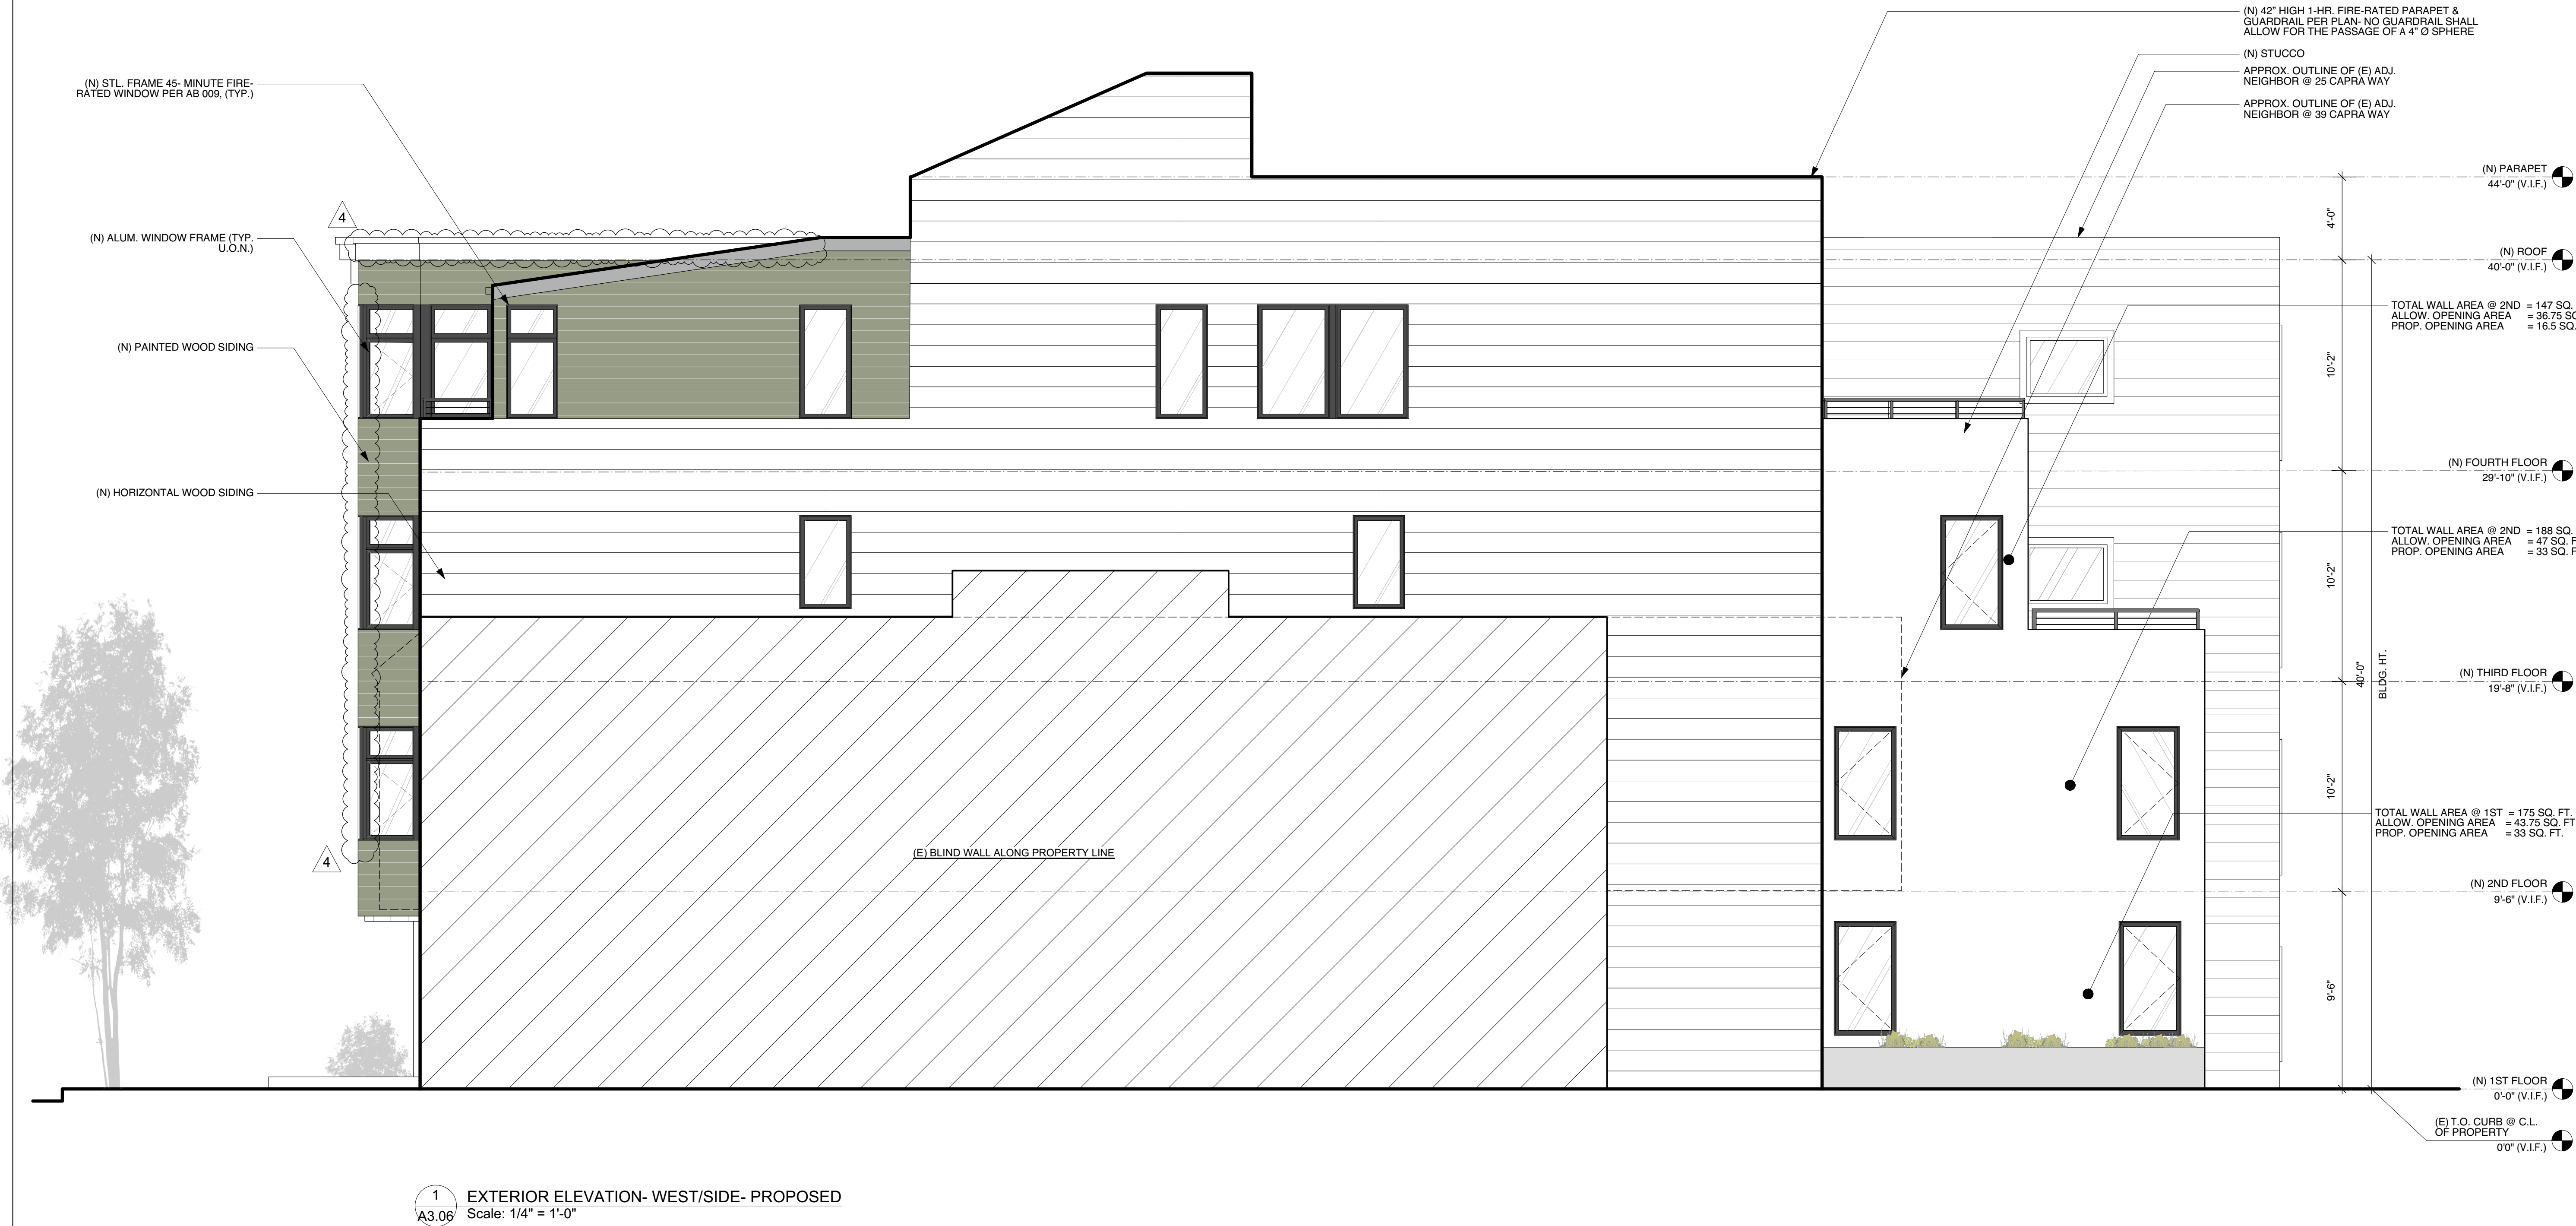 (N) 42" HIGH 1-HR. FIRE-RATED PARAPET &
GUARDRAIL PER PLAN- NO GUARDRAIL SHALL
ALLOW FOR THE PASSAGE OF A 4" Ø SPHERE
(N) STUCCO
APPROX. OUTLINE OF (E) ADJ.
NEIGHBOR @ 25 CAPRA WAY
APPROX. OUTLINE OF (E) ADJ.
NEIGHBOR @ 39 CAPRA WAY
(N) STL. FRAME 45- MINUTE FIRE-
RATED WINDOW PER AB 009, (TYP.)
4
(N) ALUM. WINDOW FRAME (TYP.
U.O.N.)
(N) PAINTED WOOD SIDING
(N) HORIZONTAL WOOD SIDING
4
(E) BLIND WALL ALONG PROPERTY LINE
(N) PARAPET
44'-0" (V.I.F.)
4'-0"
(N) ROOF
40'-0" (V.I.F.)
TOTAL WALL AREA @ 2ND = 147 SQ.
ALLOW. OPENING AREA = 36.75 SQ
PROP. OPENING AREA = 16.5 SQ.
10'-2"
(N) FOURTH FLOOR
29'-10" (V.I.F.)
TOTAL WALL AREA @ 2ND = 188 SQ.
ALLOW. OPENING AREA = 47 SQ. F
PROP. OPENING AREA = 33 SQ. F
10'-2"
40'-0"
BLDG. HT.
(N) THIRD FLOOR
19'-8" (V.I.F.)
10'-2"
TOTAL WALL AREA @ 1ST = 175 SQ. FT.
ALLOW. OPENING AREA = 43.75 SQ. FT
PROP. OPENING AREA = 33 SQ. FT.
(N) 2ND FLOOR
9'-6" (V.I.F.)
9'-6"
(N) 1ST FLOOR
0'-0" (V.I.F.)
(E) T.O. CURB @ C.L.
OF PROPERTY
0'0" (V.I.F.)
1
A3.06
EXTERIOR ELEVATION- WEST/SIDE- PROPOSED
Scale: 1/4" = 1'-0"